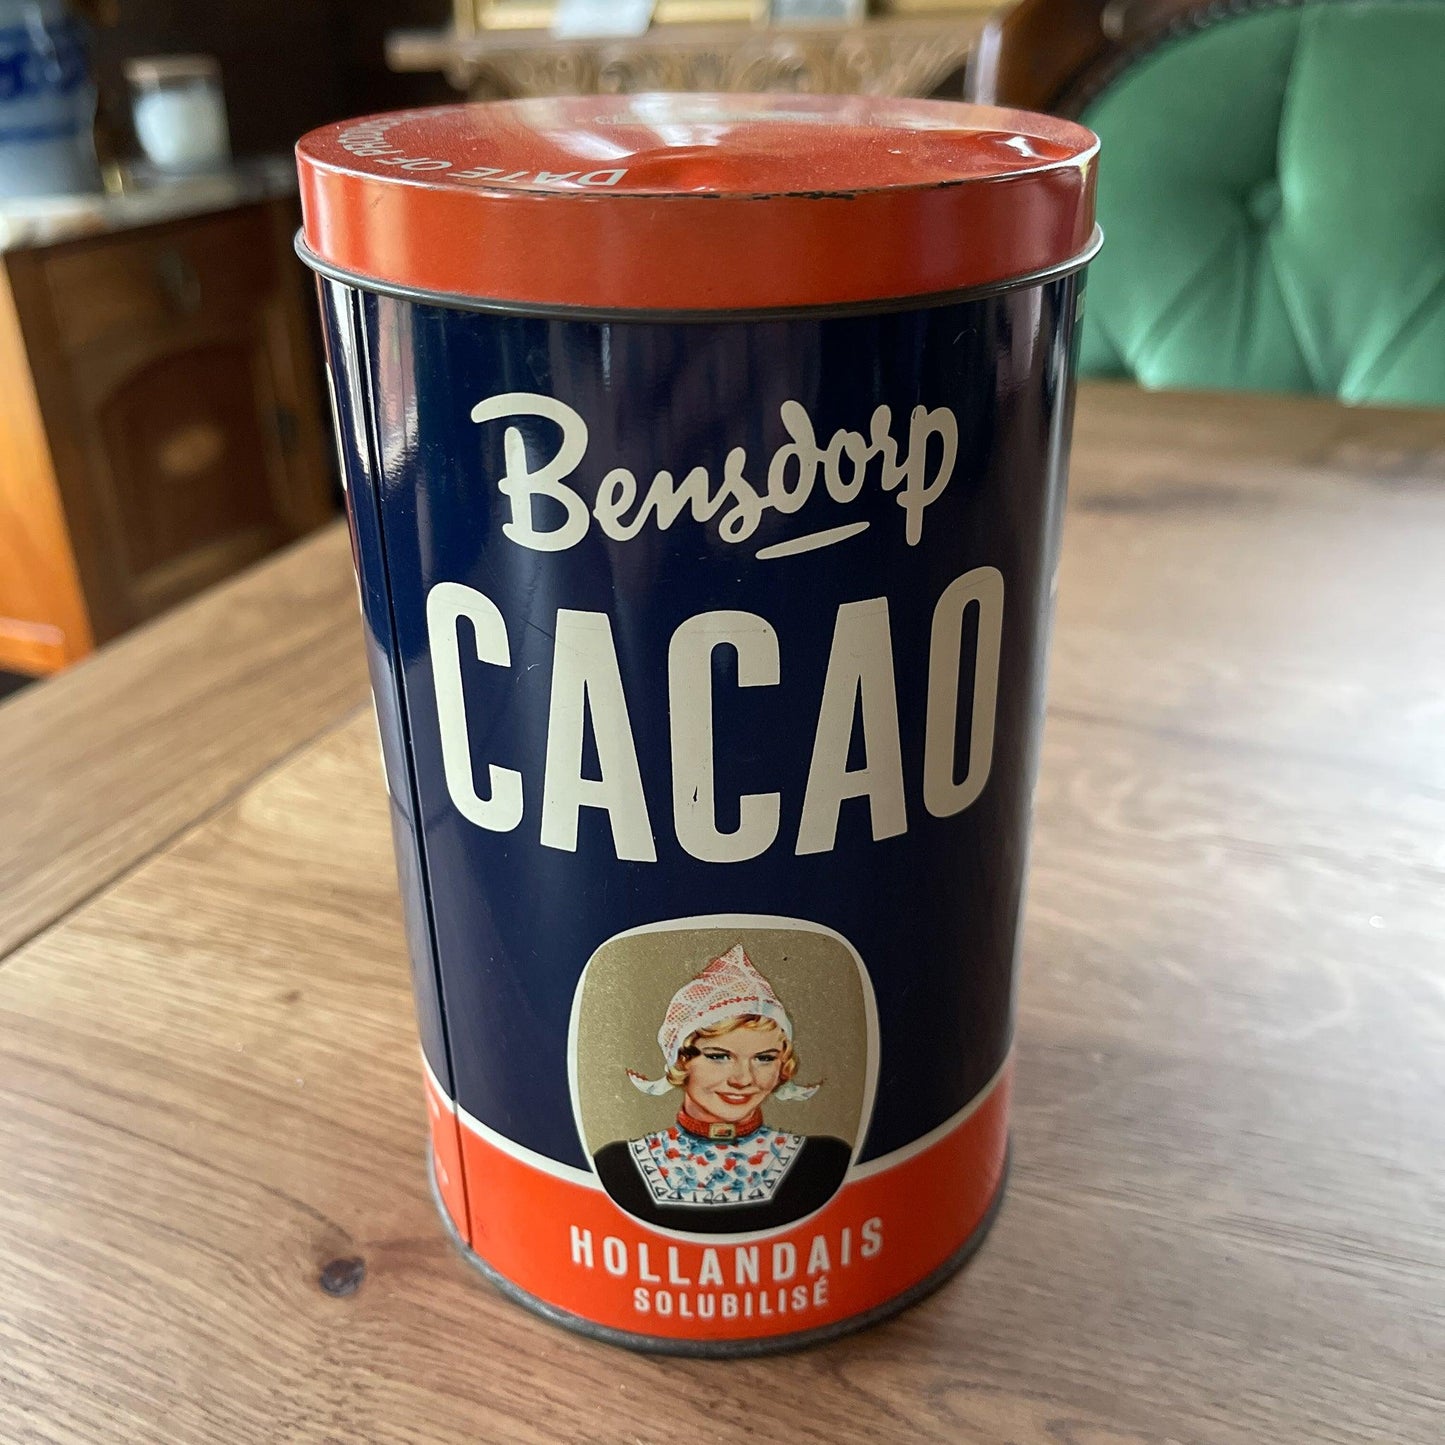 DATE OF
Bensdorp
CACAO
HOLLANDAIS
SOLUBILISÉ